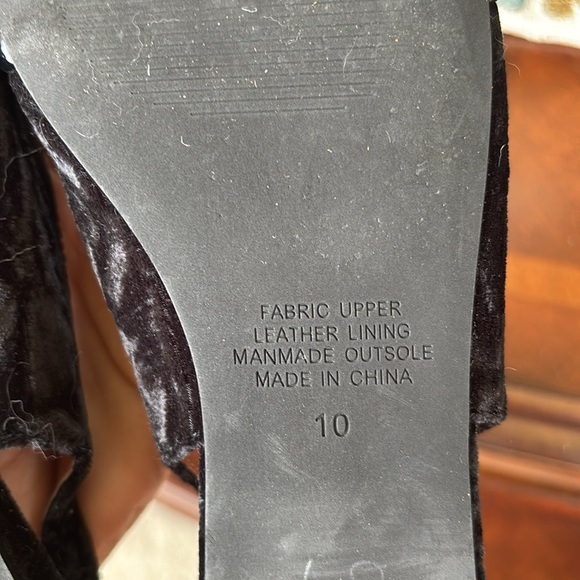 FABRIC UPPER
LEATHER LINING
MANMADE OUTSOLE
MADE IN CHINA
10